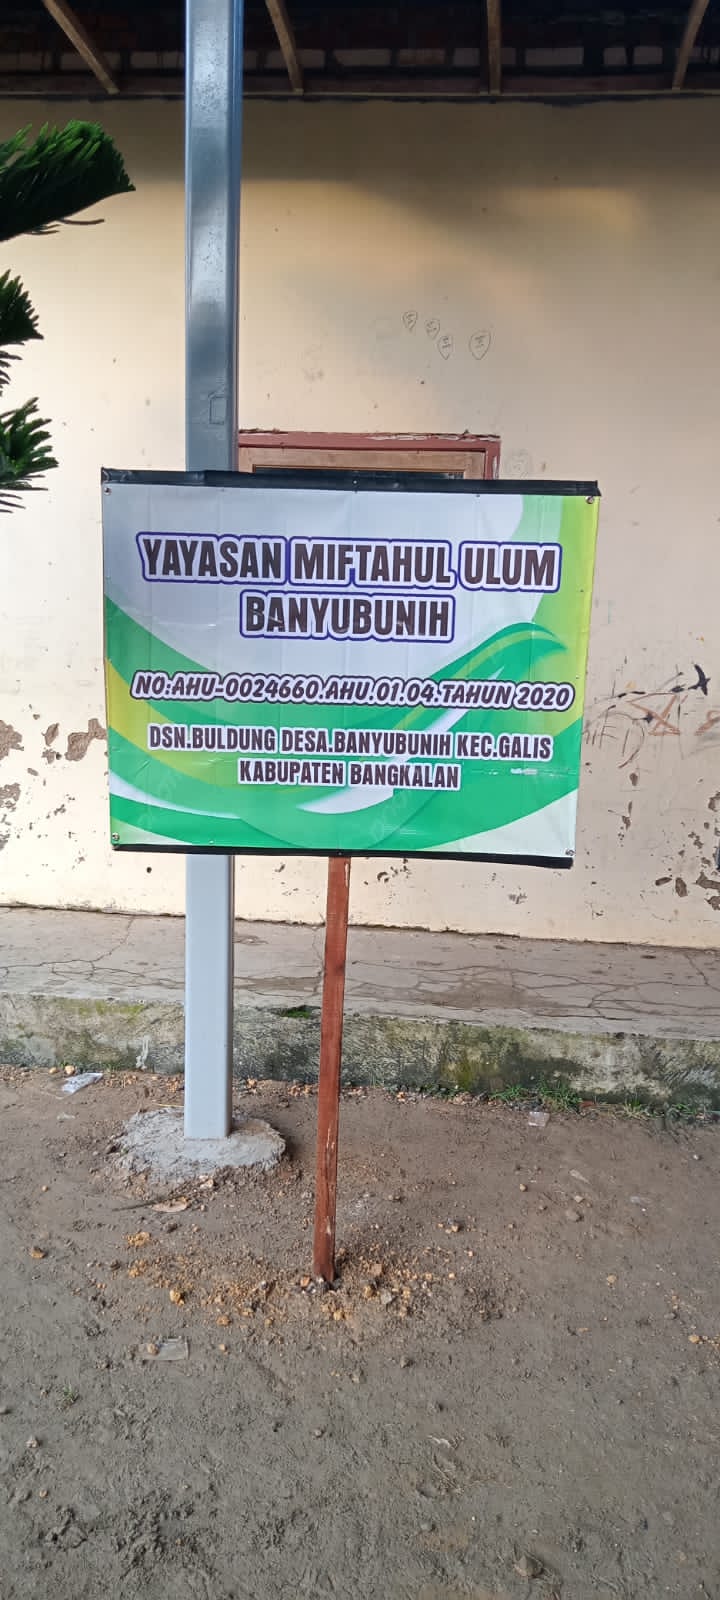 YAYASAN MIFTAHUL ULUM
BANYUBUNIH
NO:AHU-0024660.AHU.01.04.TAHUN 2020
DSN.BULDUNG DESA.BANYUBUNIH KEC.GALIS
KABUPATEN BANGKALAN